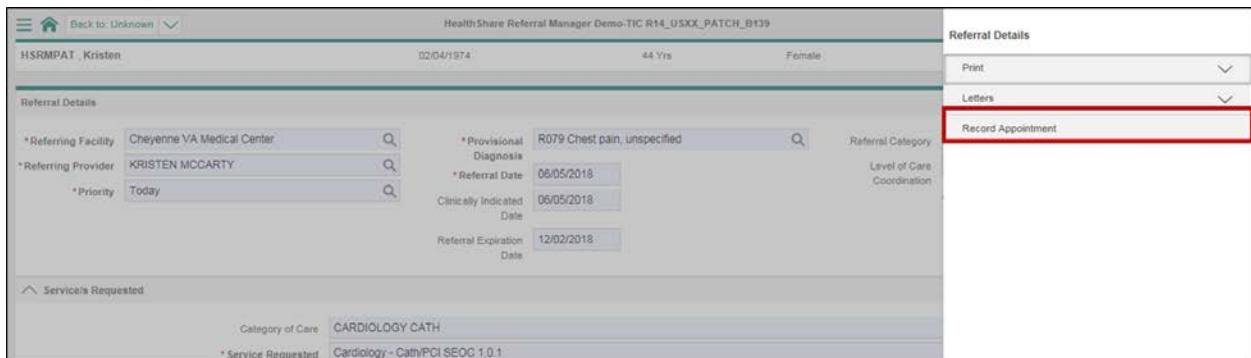 Back to: Unknown
HealthShare Referral Manager Demo-TIC R14_USXX_PATCH_B139
HSRMPAT , Kristen 02/04/1974 44 Yrs Female
Referral Details
*Referring Facility Cheyenne VA Medical Center
*Referring Provider KRISTEN MCCARTY
*Priority Today
*Provisional Diagnosis R079 Chest pain, unspecified
*Referral Date 06/05/2018
Clinically Indicated Date 06/05/2018
Referral Expiration Date 12/02/2018
Referral Category
Level of Care
Coordination
Service/s Requested
Category of Care CARDIOLOGY CATH
*Service Requested Cardiology - Cath/PCI SEOC 1.0.1
Referral Details
Print
Letters
Record Appointment